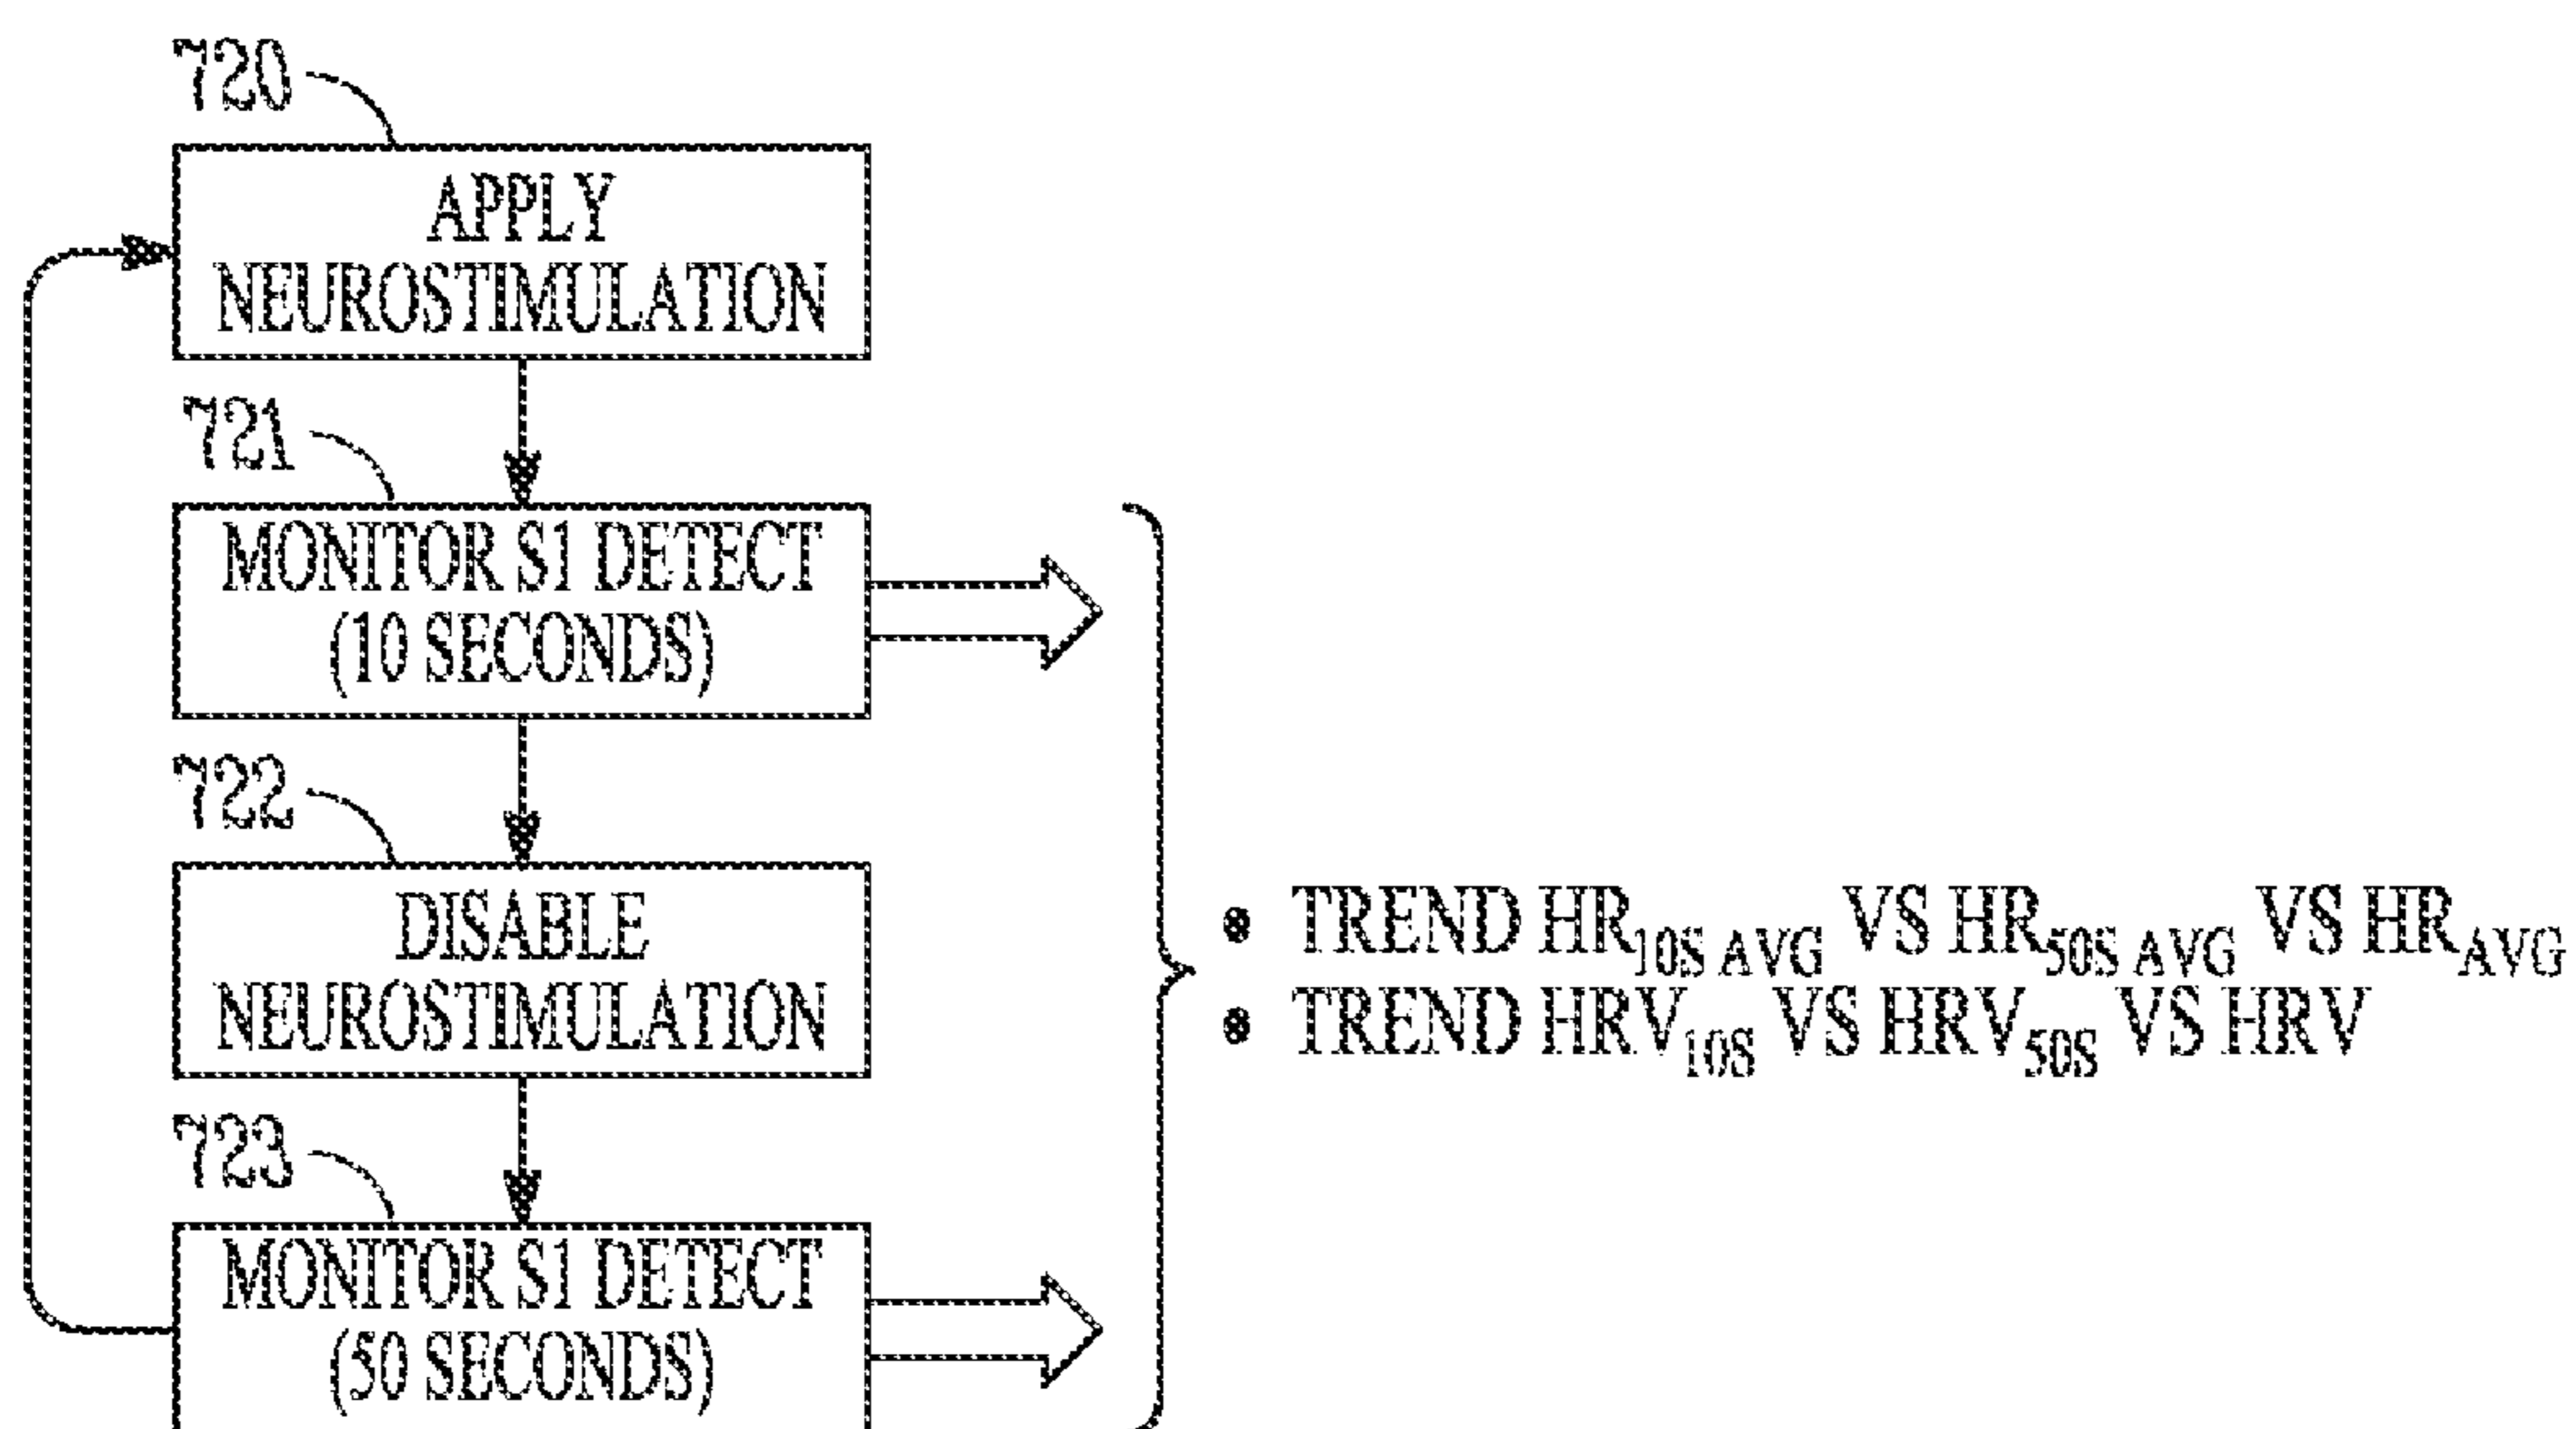 720
APPLY
NEUROSTIMULATION
721
MONITOR S1 DETECT
(10 SECONDS)
722
DISABLE
NEUROSTIMULATION
723
MONITOR S1 DETECT
(50 SECONDS)
• TREND HR10S AVG VS HR50S AVG VS HRAVG
• TREND HRV10S VS HRV50S VS HRV